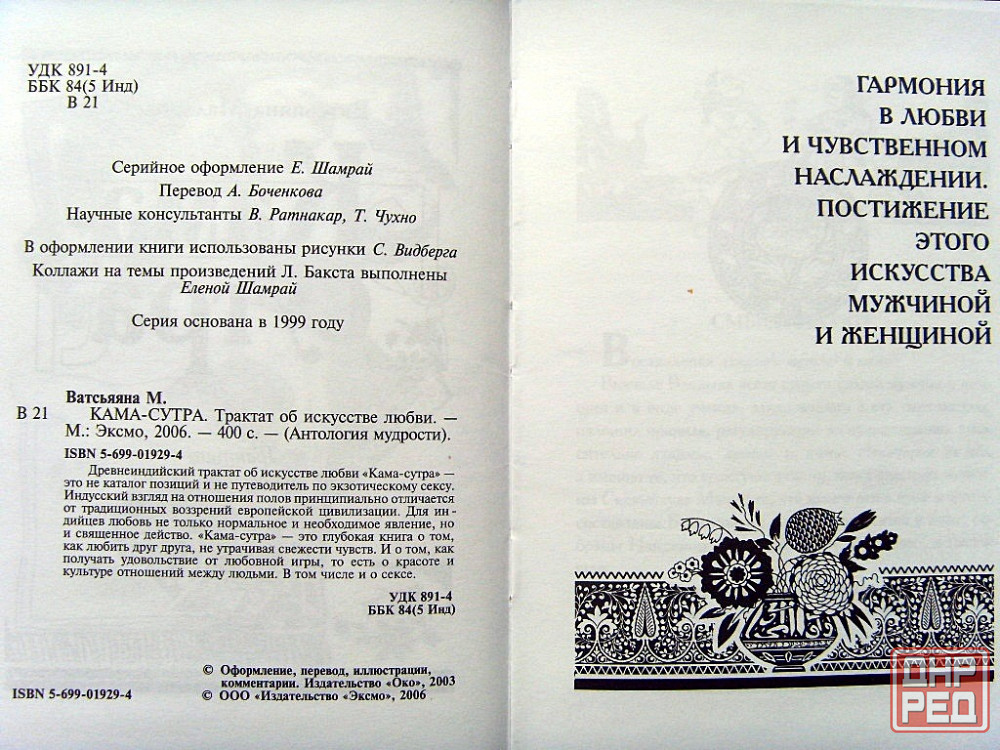 УДК 891-4
ББК 84(5 Инд)
В 21
Серийное оформление Е. Шамрай
Перевод А. Боченкова
Научные консультанты В. Ратнакар, Т. Чухно
В оформлении книги использованы рисунки С. Видберга
Коллажи на темы произведений Л. Бакста выполнены
Еленой Шамрай
Серия основана в 1999 году
Ватсьяяна М.
В 21 КАМА-СУТРА. Трактат об искусстве любви. —
М.: Эксмо, 2006. — 400 с. — (Антология мудрости).
ISBN 5-699-01929-4
Древнеиндийский трактат об искусстве любви «Кама-сутра» —
это не каталог позиций и не путеводитель по экзотическому сексу.
Индусский взгляд на отношения полов принципиально отличается
от традиционных воззрений европейской цивилизации. Для ин-
дийцев любовь не только нормальное и необходимое явление, но
и священное действо. «Кама-сутра» — это глубокая книга о том,
как любить друг друга, не утрачивая свежести чувств. И о том, как
получать удовольствие от любовной игры, то есть о красоте и
культуре отношений между людьми. В том числе и о сексе.
УДК 891-4
ББК 84(5 Инд)
© Оформление, перевод, иллюстрации,
комментарии. Издательство «Око», 2003
ISBN 5-699-01929-4 © ООО «Издательство «Эксмо», 2006
ГАРМОНИЯ
В ЛЮБВИ
И ЧУВСТВЕННОМ
НАСЛАЖДЕНИИ.
ПОСТИЖЕНИЕ
ЭТОГО
ИСКУССТВА
МУЖЧИНОЙ
И ЖЕНЩИНОЙ
ДАР
РЕД